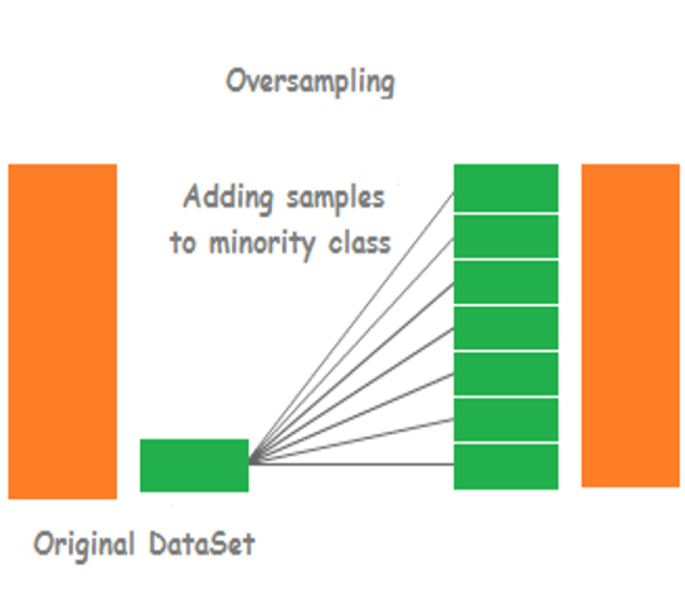 Oversampling
Adding samples
to minority class
Original DataSet